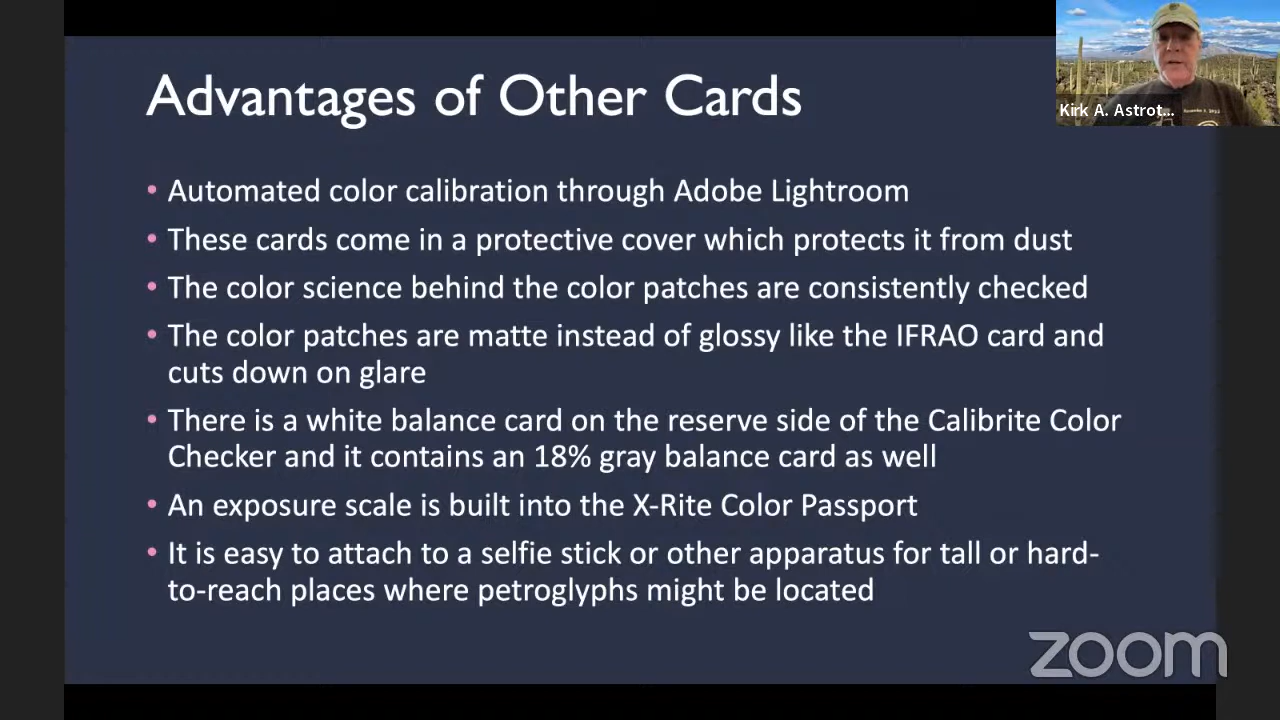 Advantages of Other Cards
Kirk A. Astrot...
• Automated color calibration through Adobe Lightroom
• These cards come in a protective cover which protects it from dust
• The color science behind the color patches are consistently checked
• The color patches are matte instead of glossy like the IFRAO card and
cuts down on glare
• There is a white balance card on the reserve side of the Calibrite Color
Checker and it contains an 18% gray balance card as well
• An exposure scale is built into the X-Rite Color Passport
• It is easy to attach to a selfie stick or other apparatus for tall or hard-
to-reach places where petroglyphs might be located
zoom